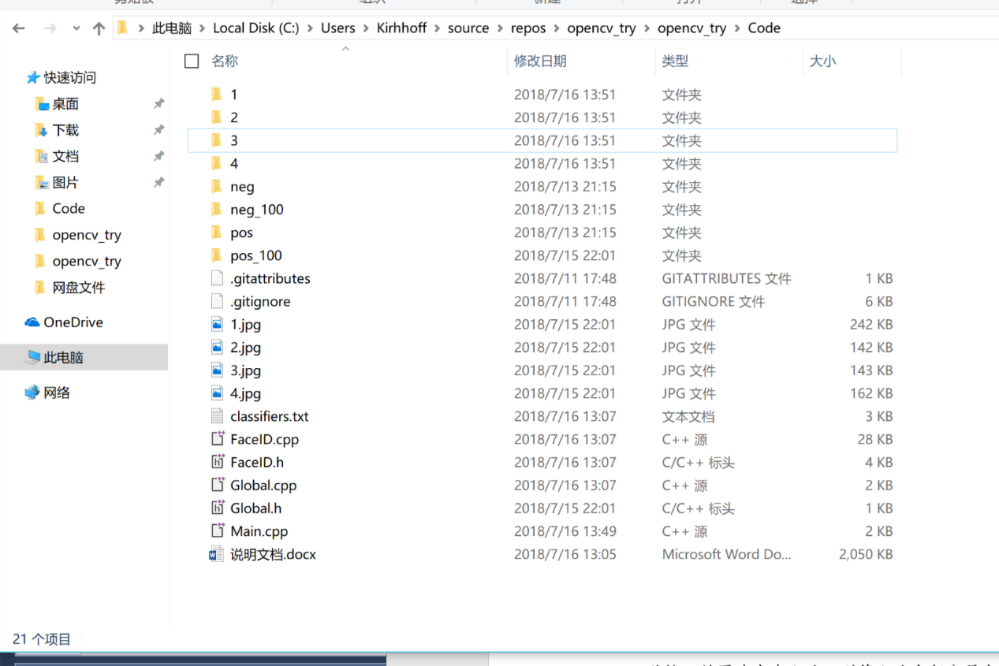 此电脑 Local Disk (C:) Users Kirhhoff source repos opencv_try opencv_try Code
名称 修改日期 类型 大小
快速访问
桌面
下载
文档
图片
Code
opencv_try
opencv_try
网盘文件
OneDrive
此电脑
网络
1 2018/7/16 13:51 文件夹
2 2018/7/16 13:51 文件夹
3 2018/7/16 13:51 文件夹
4 2018/7/16 13:51 文件夹
neg 2018/7/13 21:15 文件夹
neg_100 2018/7/13 21:15 文件夹
pos 2018/7/13 21:15 文件夹
pos_100 2018/7/15 22:01 文件夹
.gitattributes 2018/7/11 17:48 GITATTRIBUTES 文件 1 KB
.gitignore 2018/7/11 17:48 GITIGNORE 文件 6 KB
1.jpg 2018/7/15 22:01 JPG 文件 242 KB
2.jpg 2018/7/15 22:01 JPG 文件 142 KB
3.jpg 2018/7/15 22:01 JPG 文件 143 KB
4.jpg 2018/7/15 22:01 JPG 文件 162 KB
classifiers.txt 2018/7/16 13:07 文本文档 3 KB
FaceID.cpp 2018/7/16 13:07 C++ 源 28 KB
FaceID.h 2018/7/16 13:07 C/C++ 标头 4 KB
Global.cpp 2018/7/16 13:07 C++ 源 2 KB
Global.h 2018/7/15 22:01 C/C++ 标头 1 KB
Main.cpp 2018/7/16 13:49 C++ 源 2 KB
说明文档.docx 2018/7/16 13:05 Microsoft Word Do... 2,050 KB
21 个项目